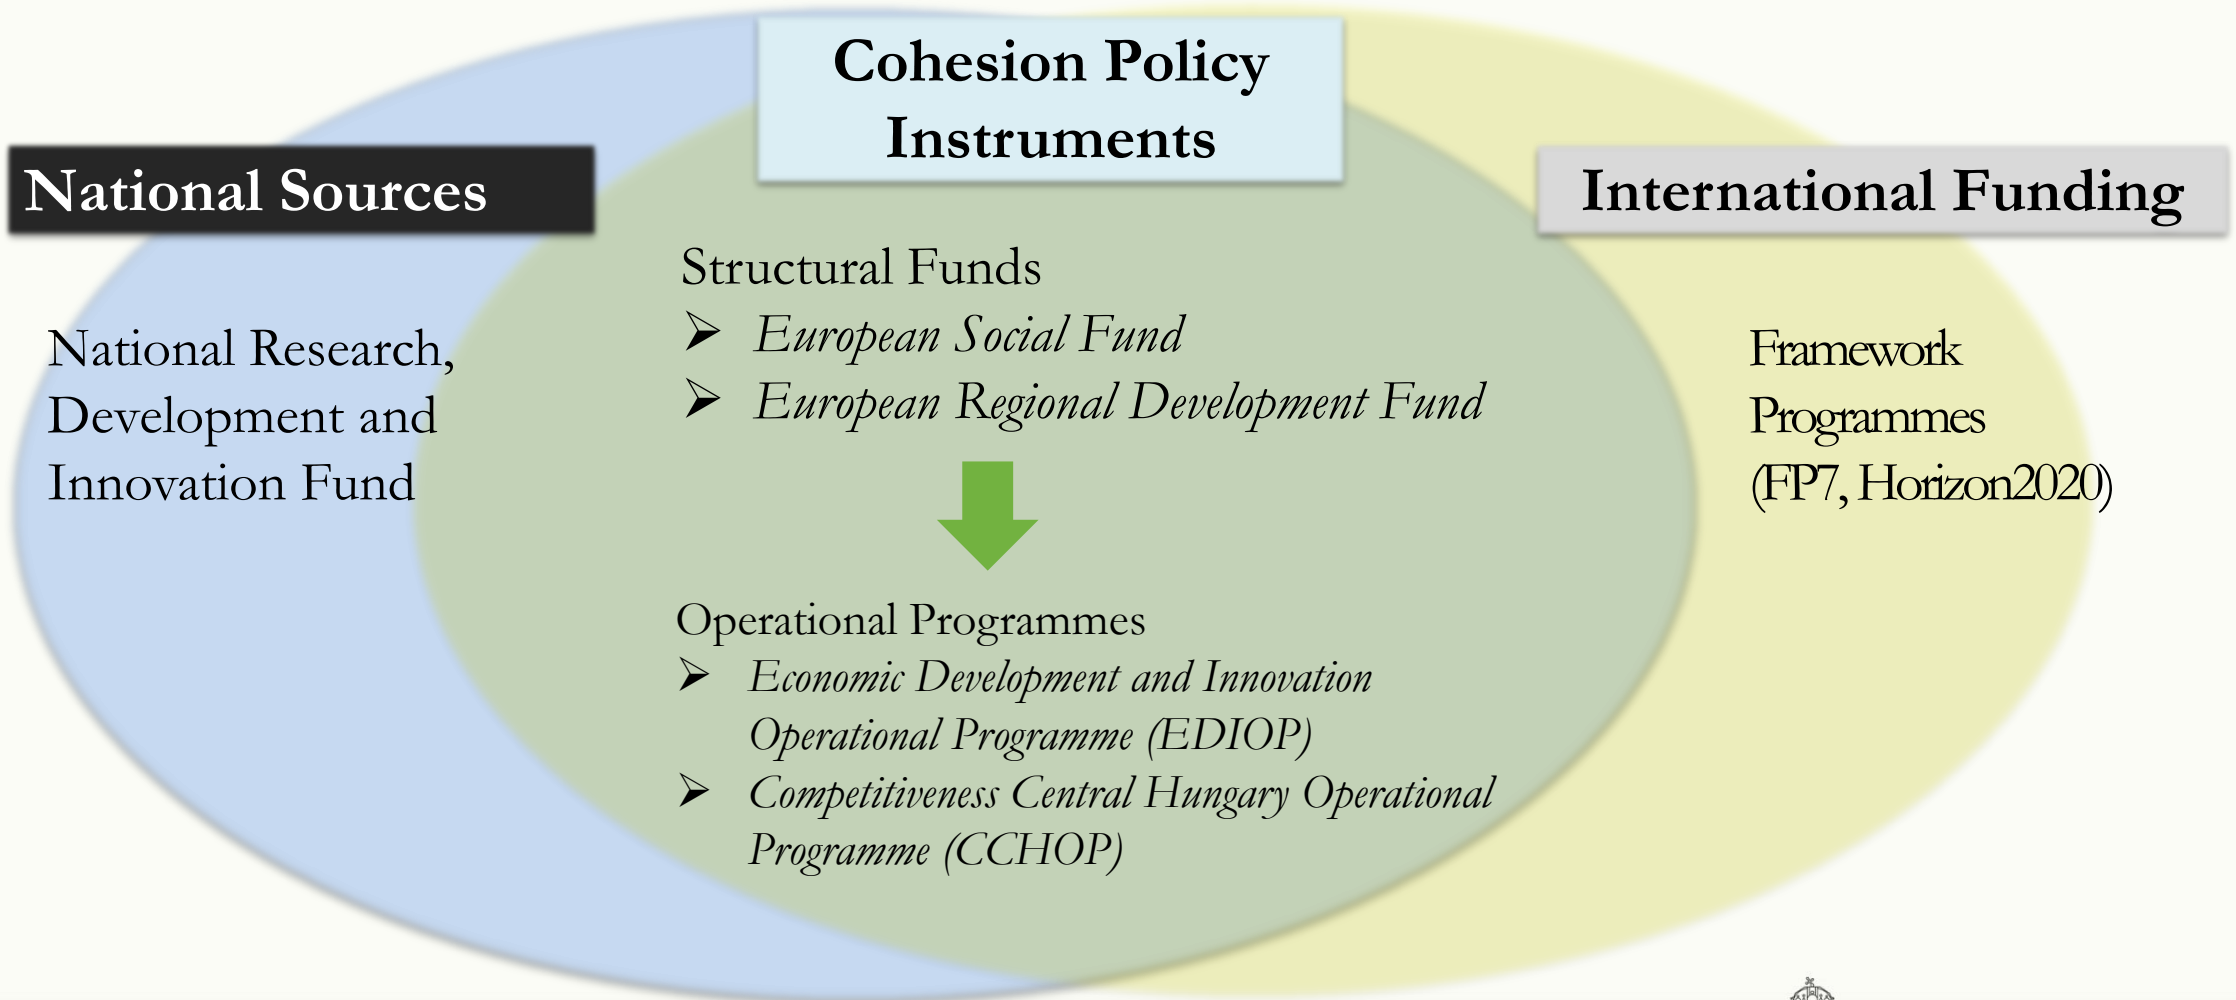 Cohesion Policy
Instruments
National Sources
International Funding
National Research,
Development and
Innovation Fund
Structural Funds
➢ European Social Fund
➢ European Regional Development Fund
Operational Programmes
➢ Economic Development and Innovation
Operational Programme (EDIOP)
➢ Competitiveness Central Hungary Operational
Programme (CCHOP)
Framework
Programmes
(FP7, Horizon2020)